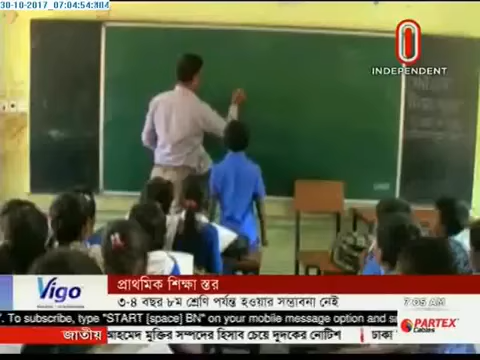 30-10-2017_07:04:54
INDEPENDENT
প্রাথমিক শিক্ষা স্তর
Vigo
৩-৪ বছর ৮ম শ্রেণি পর্যন্ত হওয়ার সম্ভাবনা নেই
7:05 AM
. To subscribe, type "START [space] BN" on your mobile message option and
জাতীয়
আহমেদ মুক্তির সম্পদের হিসাব চেয়ে দুদকের নোটিশ
ঢাকা
PARTEX
Cables